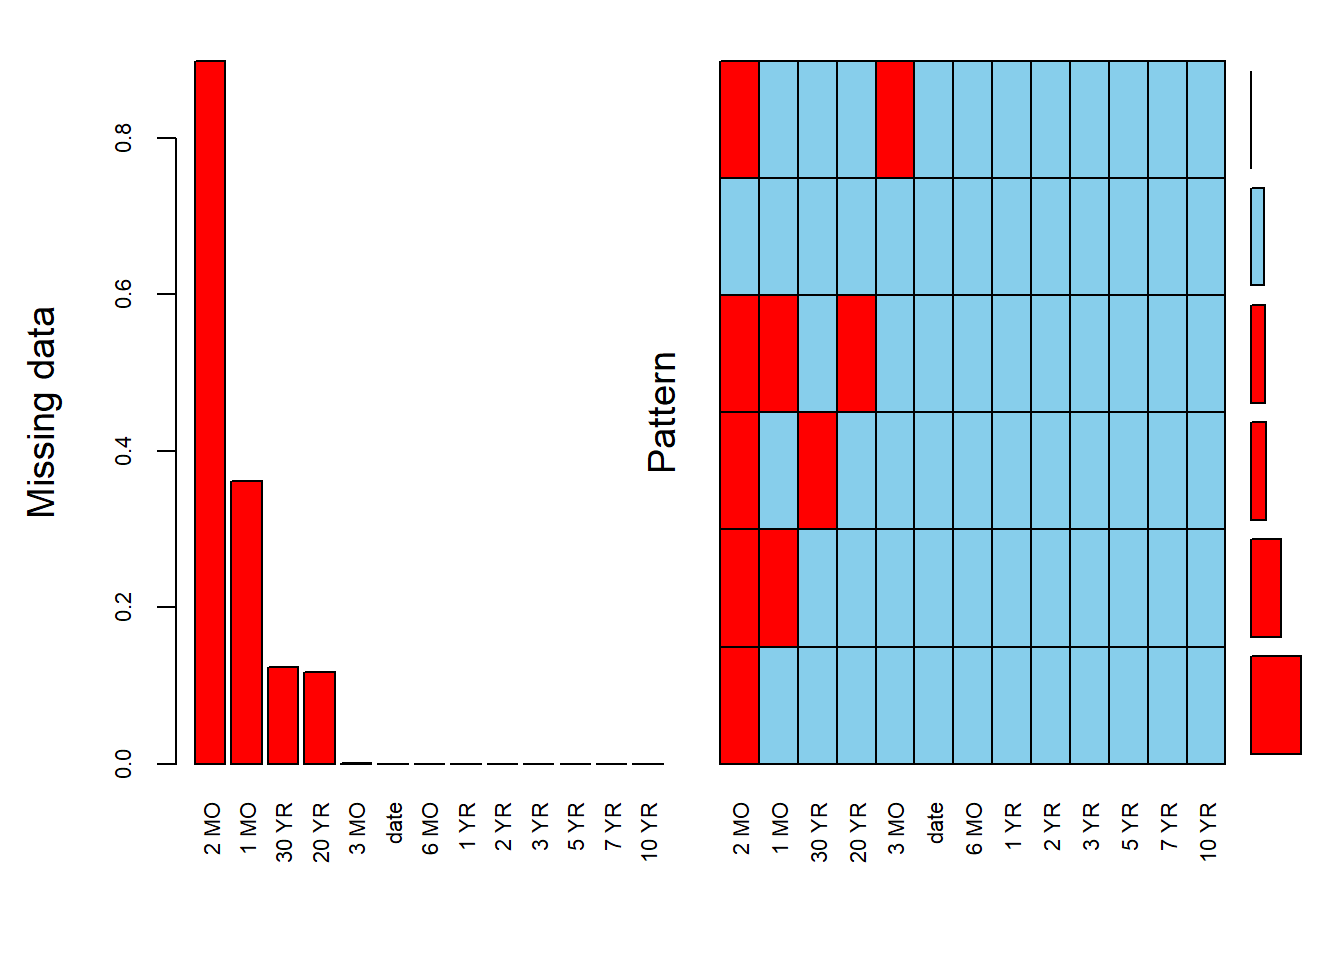 Missing data
0.8
0.6
0.4
0.2
0.0
2 MO
1 MO
30 YR
20 YR
3 MO
date
6 MO
1 YR
2 YR
3 YR
5 YR
7 YR
10 YR
Pattern
2 MO
1 MO
30 YR
20 YR
3 MO
date
6 MO
1 YR
2 YR
3 YR
5 YR
7 YR
10 YR